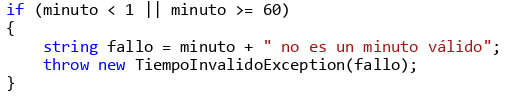 if (minuto < 1 || minuto >= 60)
{
    string fallo = minuto + " no es un minuto válido";
    throw new TiempoInvalidoException(fallo);
}